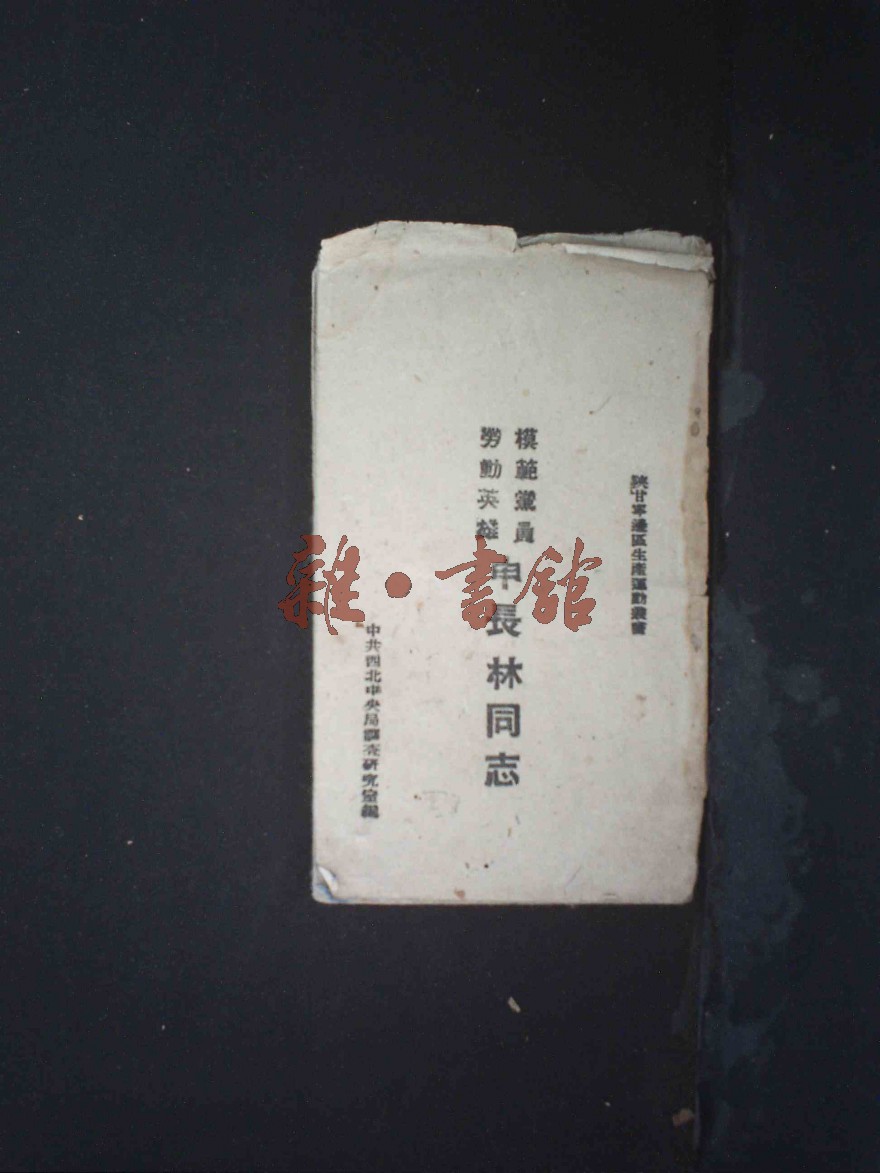 陝甘寧邊區生產運動叢書
模範黨員
勞動英雄
申長林同志
中共西北中央局調查研究室編
雜·書館